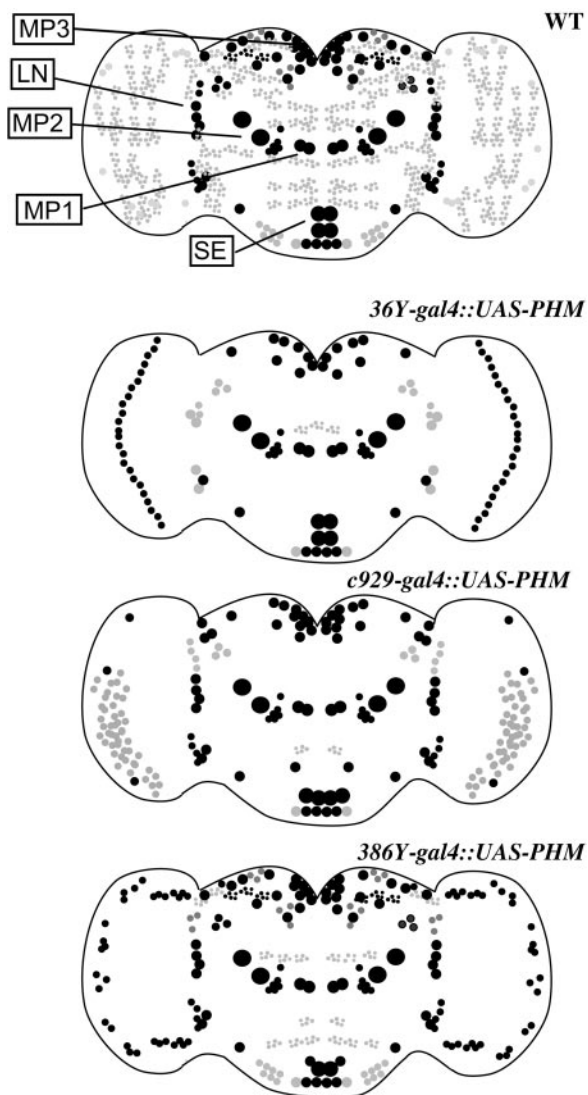 WT
MP3
LN
MP2
MP1
SE
36Y-gal4::UAS-PHM
c929-gal4::UAS-PHM
386Y-gal4::UAS-PHM